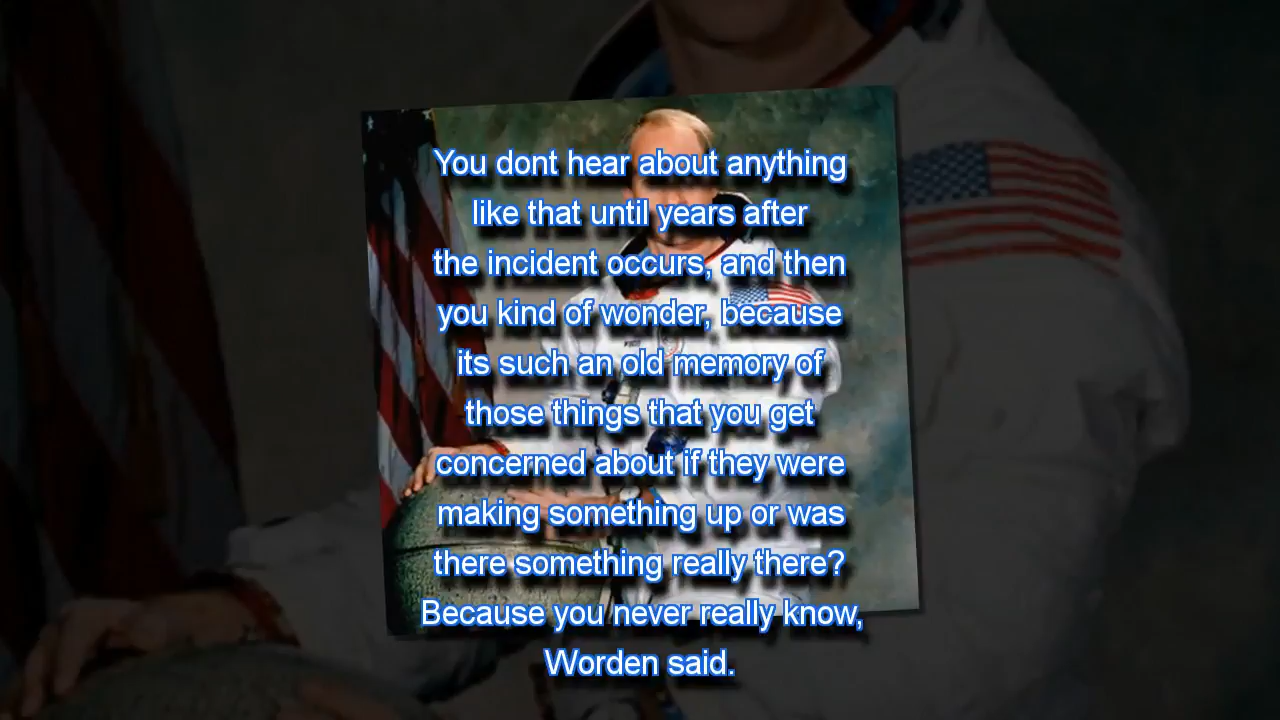 You dont hear about anything
like that until years after
the incident occurs, and then
you kind of wonder, because
its such an old memory of
those things that you get
concerned about if they were
making something up or was
there something really there?
Because you never really know,
Worden said.